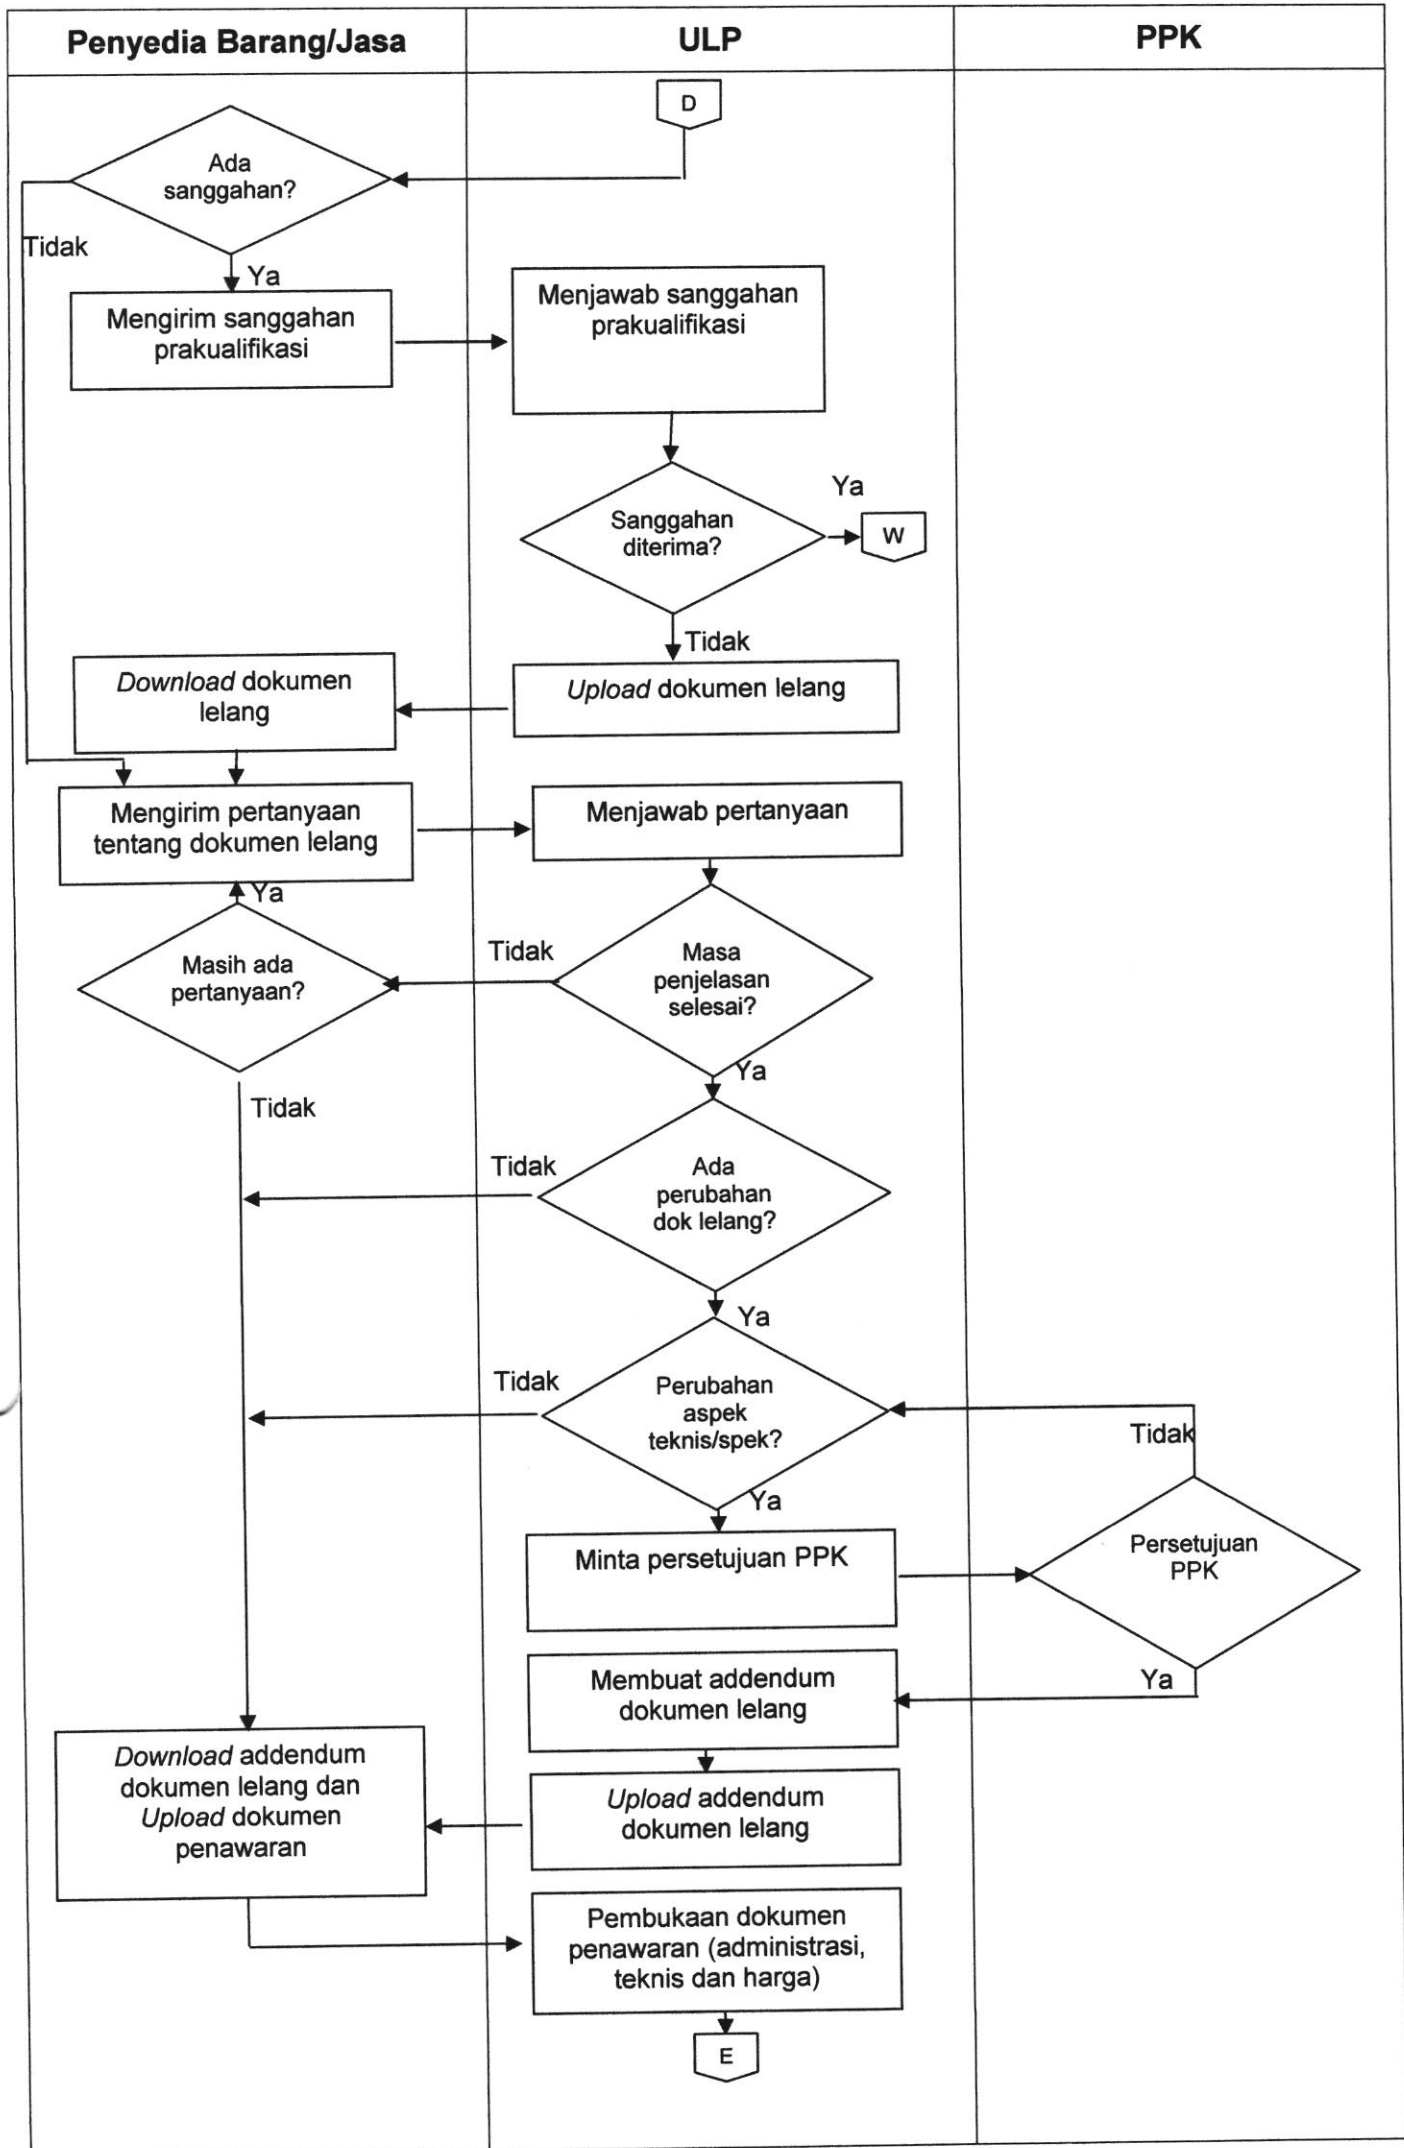 Penyedia Barang/Jasa
ULP
PPK
D
Ada
sanggahan?
Tidak
Ya
Mengirim sanggahan
prakualifikasi
Menjawab sanggahan
prakualifikasi
Ya
Sanggahan
diterima?
W
Tidak
Download dokumen
lelang
Upload dokumen lelang
Mengirim pertanyaan
tentang dokumen lelang
Menjawab pertanyaan
Ya
Masih ada
pertanyaan?
Tidak
Masa
penjelasan
selesai?
Ya
Tidak
Tidak
Ada
perubahan
dok lelang?
Ya
Tidak
Perubahan
aspek
teknis/spek?
Tidak
Ya
Minta persetujuan PPK
Persetujuan
PPK
Membuat addendum
dokumen lelang
Ya
Download addendum
dokumen lelang dan
Upload dokumen
penawaran
Upload addendum
dokumen lelang
Pembukaan dokumen
penawaran (administrasi,
teknis dan harga)
E